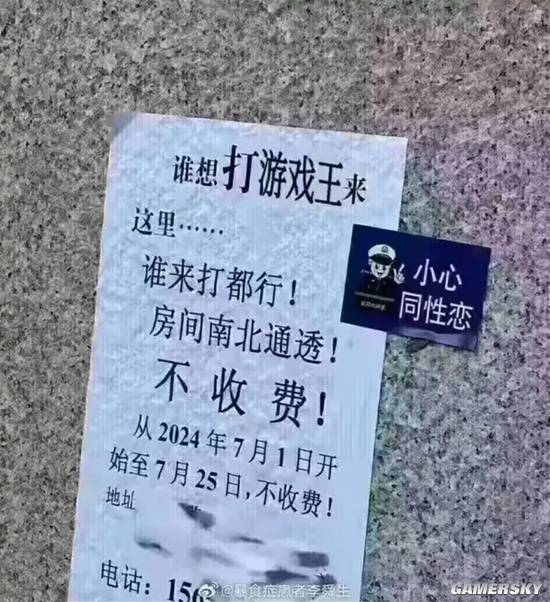 谁想打游戏王来
这里……
谁来打都行！
房间南北通透！
不收费！
从2024年7月1日开
始至7月25日,不收费！
地址
电话：156
小心
同性恋
@暴食症患者李舜生
GAMERSKY